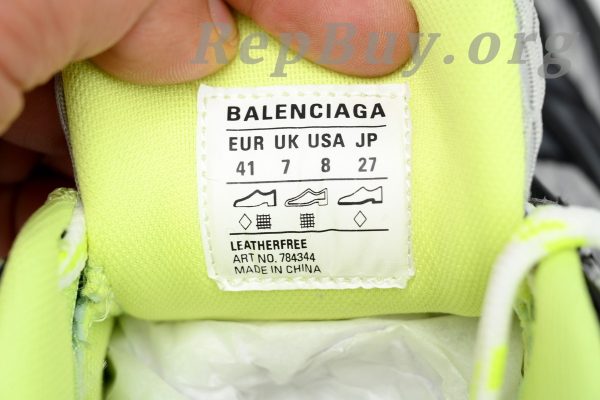 RepBuy.org
BALENCIAGA
EUR UK USA JP
41 7 8 27
LEATHERFREE
ART NO. 784344
MADE IN CHINA